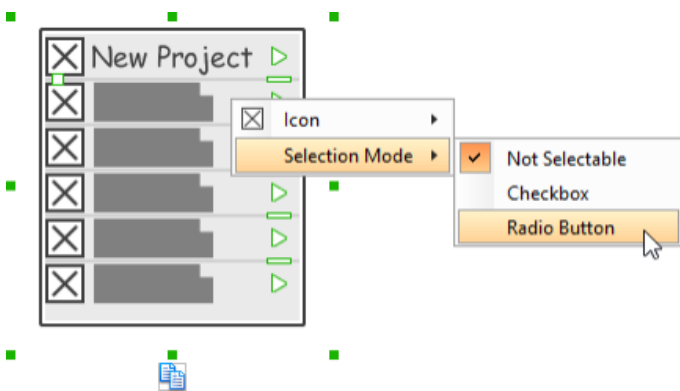 New Project
Icon
Selection Mode
Not Selectable
Checkbox
Radio Button